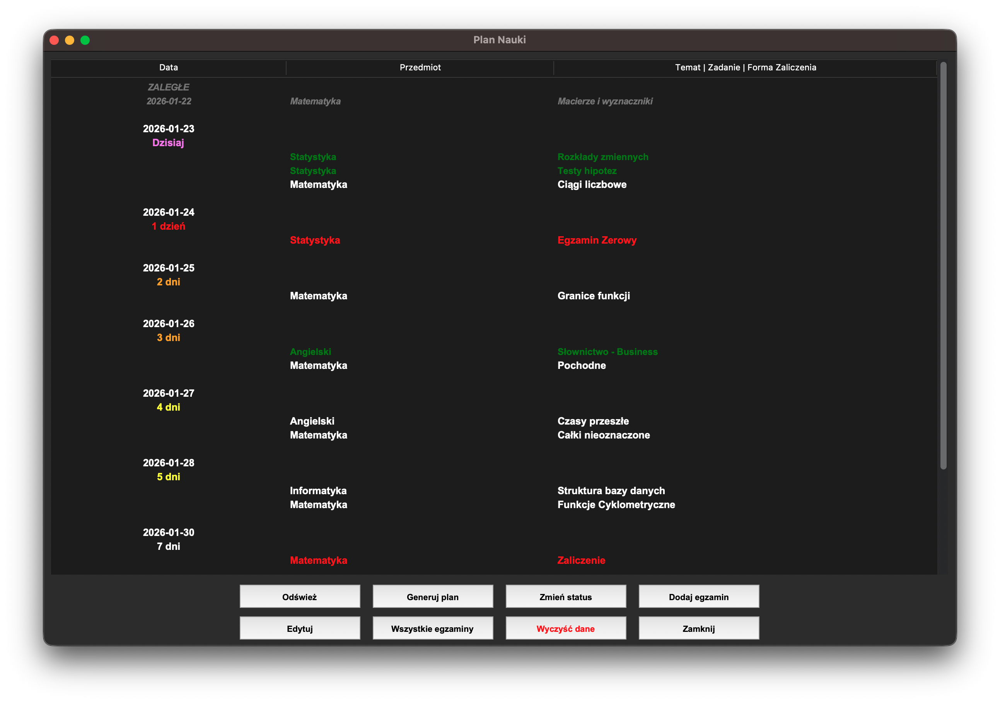 Plan Nauki
Data Przedmiot Temat | Zadanie | Forma Zaliczenia
ZALEGŁE
2026-01-22 Matematyka Macierze i wyznaczniki
2026-01-23
Dzisiaj
Statystyka Rozkłady zmiennych
Statystyka Testy hipotez
Matematyka Ciągi liczbowe
2026-01-24
1 dzień
Statystyka Egzamin Zerowy
2026-01-25
2 dni
Matematyka Granice funkcji
2026-01-26
3 dni
Angielski Słownictwo - Business
Matematyka Pochodne
2026-01-27
4 dni
Angielski Czasy przeszłe
Matematyka Całki nieoznaczone
2026-01-28
5 dni
Informatyka Struktura bazy danych
Matematyka Funkcje Cyklometryczne
2026-01-30
7 dni
Matematyka Zaliczenie
Odśwież Generuj plan Zmień status Dodaj egzamin
Edytuj Wszystkie egzaminy Wyczyść dane Zamknij